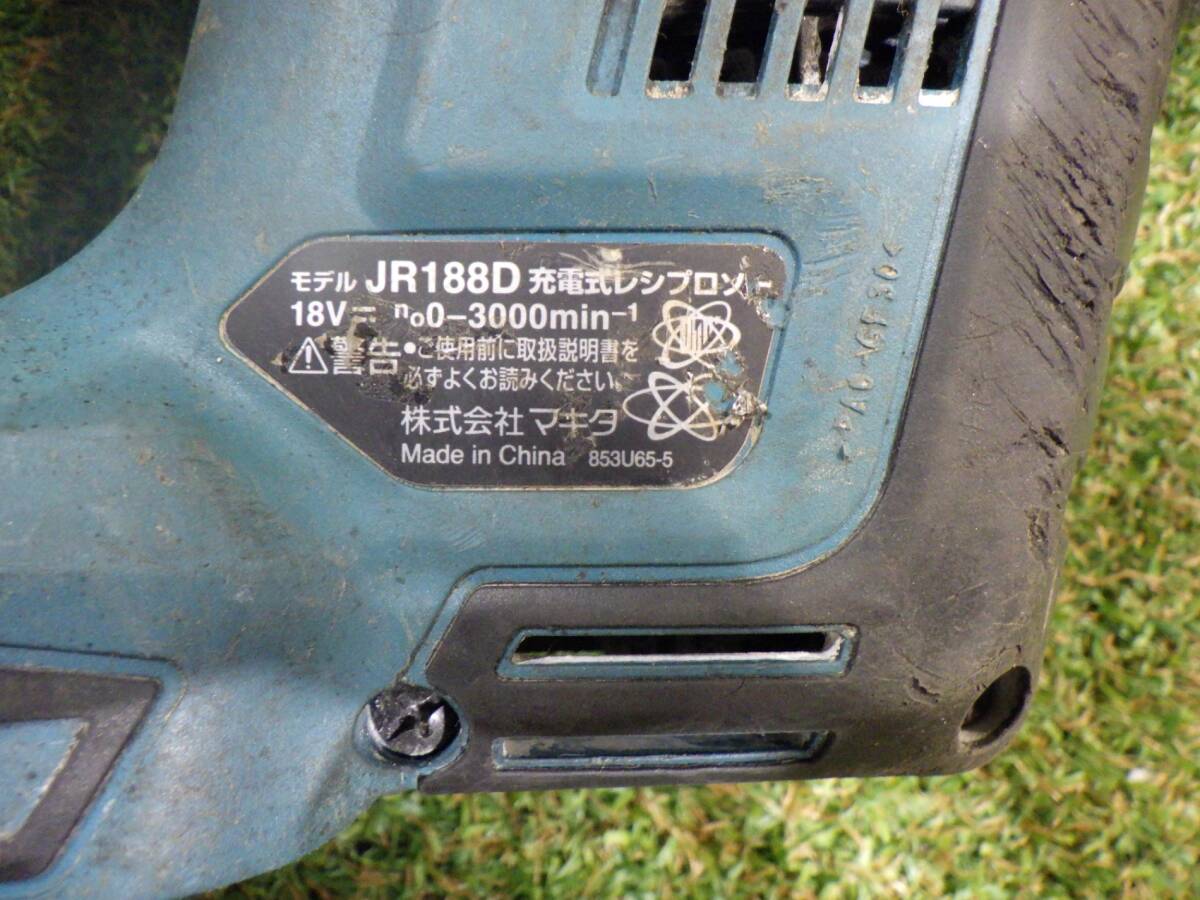 モデル JR188D 充電式レシプロソー
18V⎓ n₀0-3000min⁻¹
⚠警告 •ご使用前に取扱説明書を
必ずよくお読みください。
株式会社 マキタ
Made in China 853U65-5